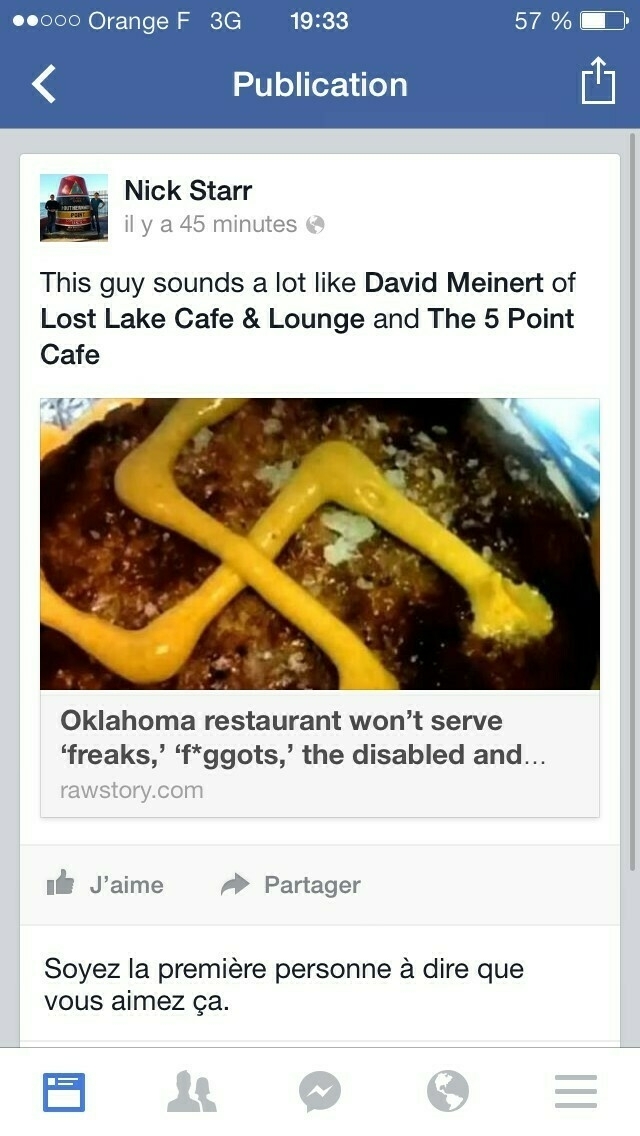 Orange F 3G 19:33 57 %
Publication
Nick Starr
il y a 45 minutes
This guy sounds a lot like David Meinert of
Lost Lake Cafe & Lounge and The 5 Point
Cafe
Oklahoma restaurant won’t serve
‘freaks,’ ‘f*ggots,’ the disabled and...
rawstory.com
J’aime Partager
Soyez la première personne à dire que
vous aimez ça.